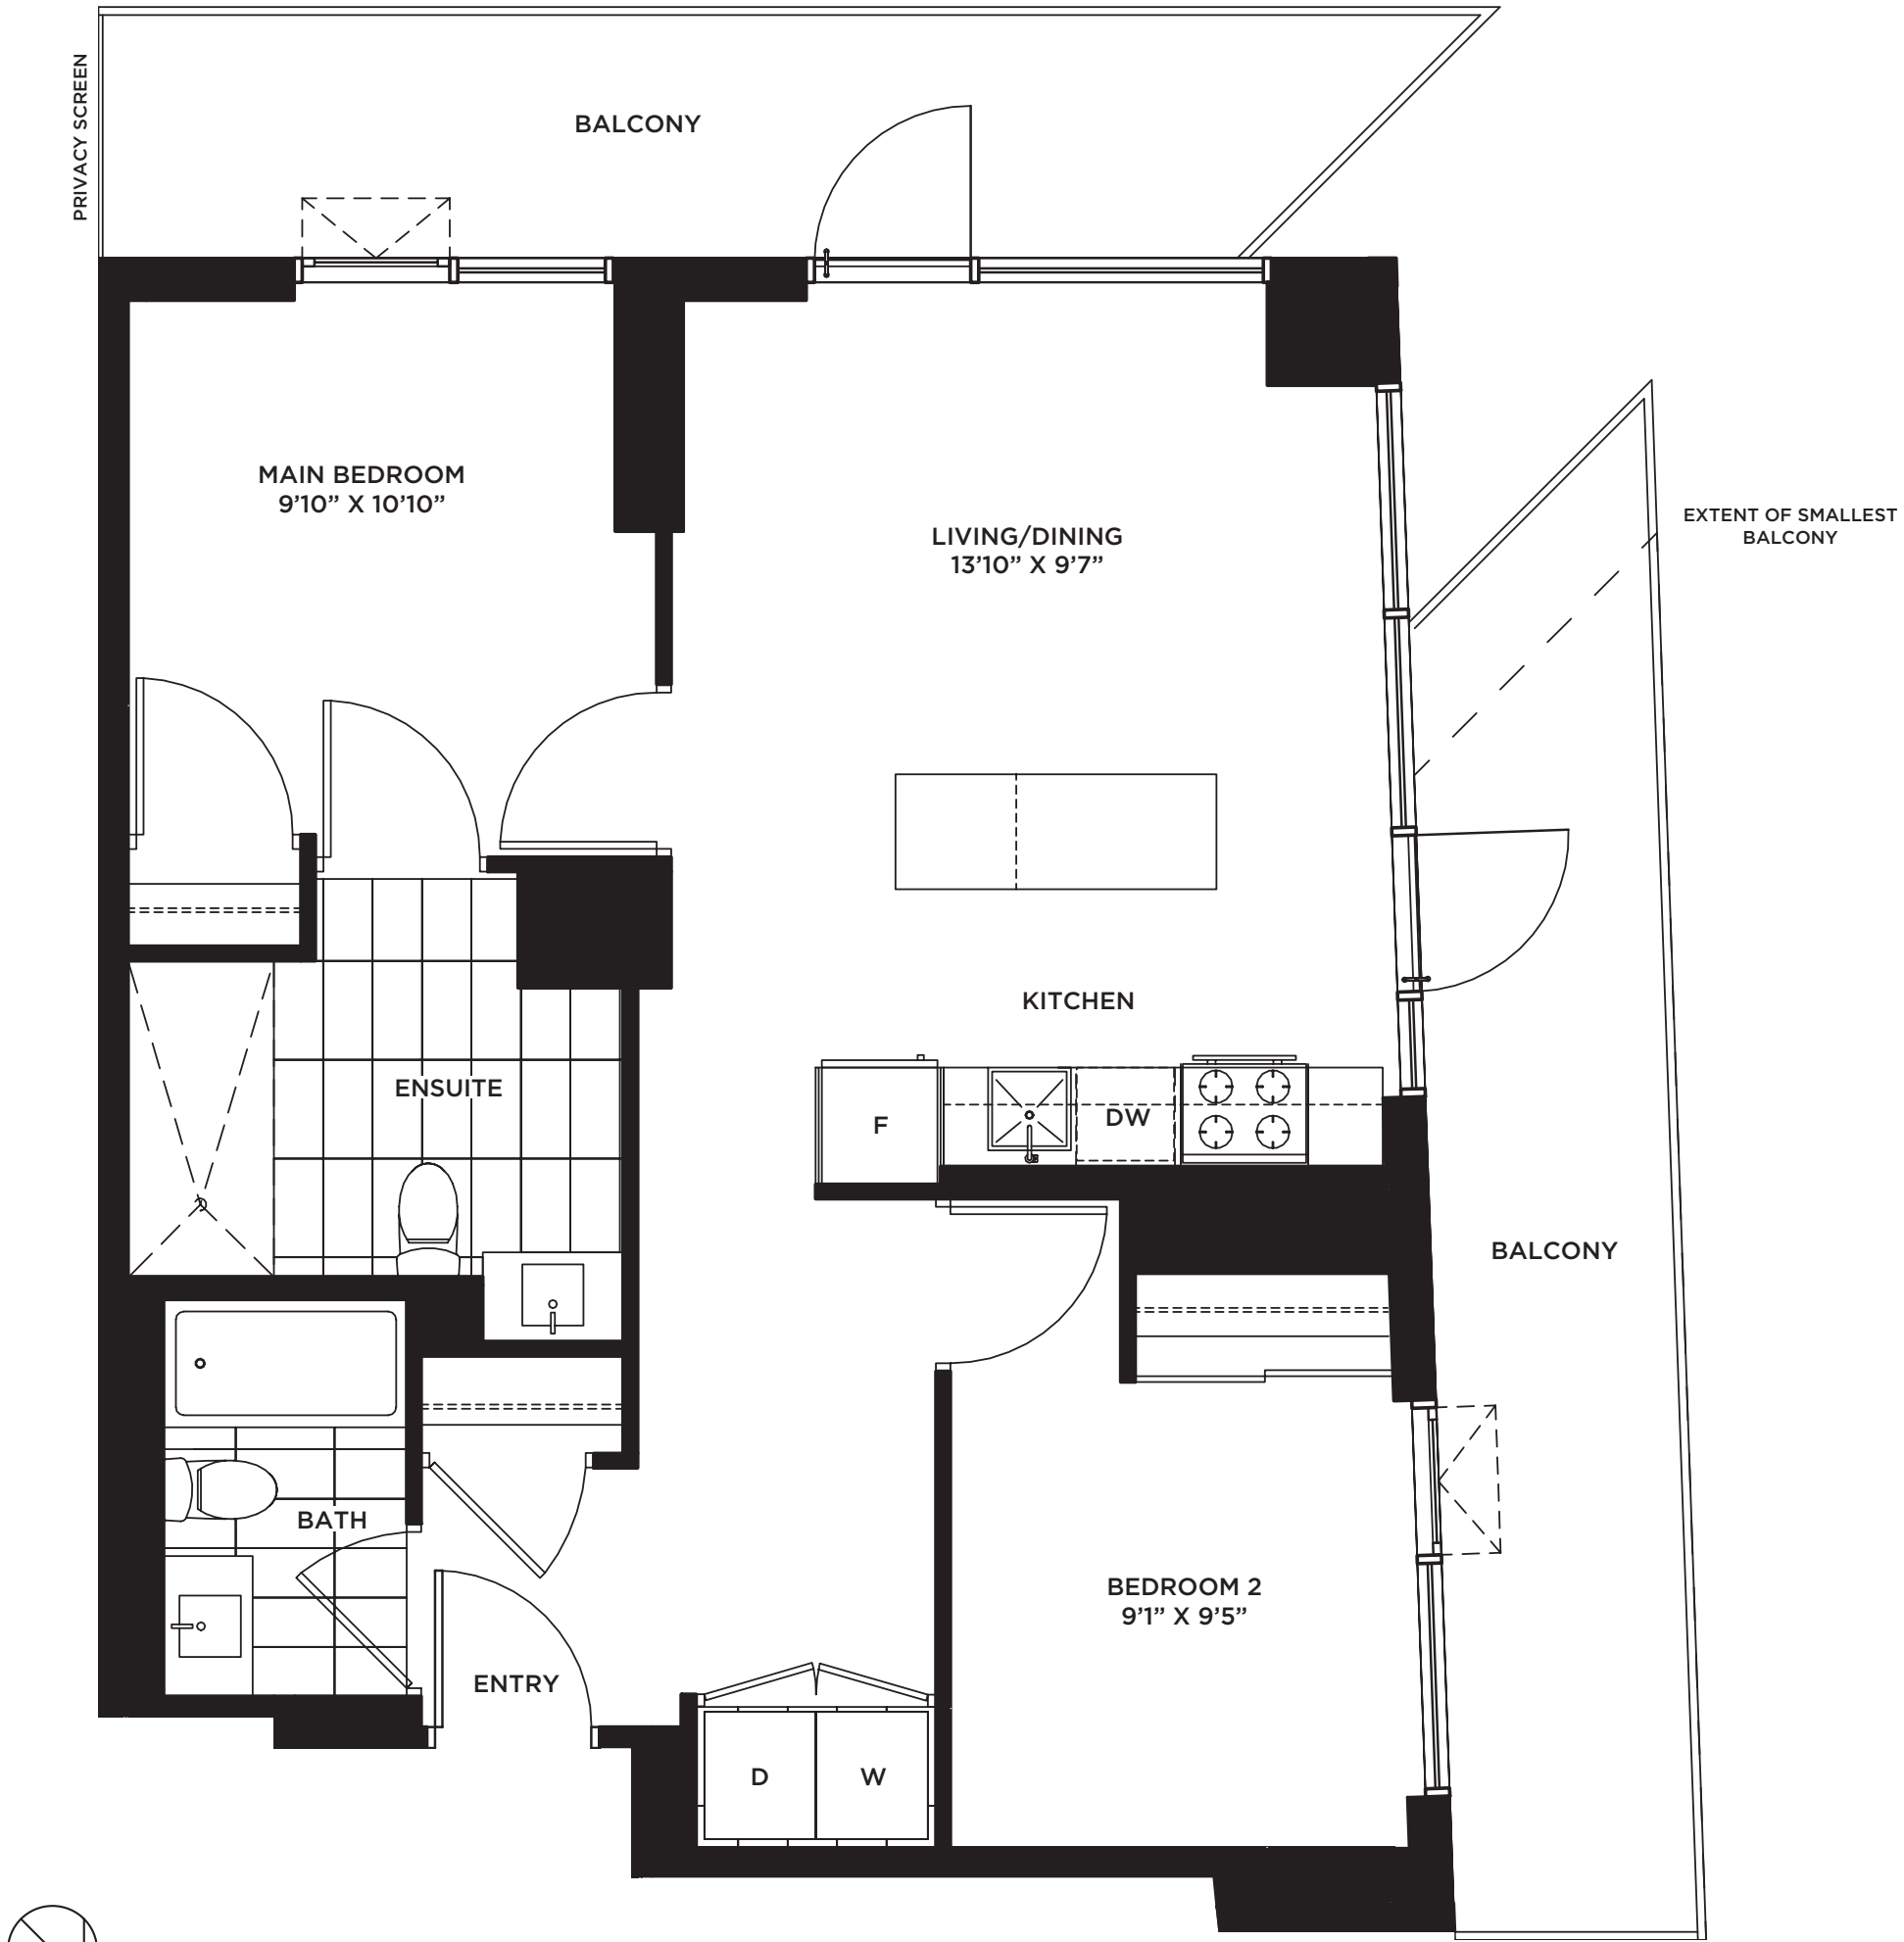 PRIVACY SCREEN
BALCONY
MAIN BEDROOM
9’10” X 10’10”
LIVING/DINING
13’10” X 9’7”
EXTENT OF SMALLEST
BALCONY
KITCHEN
ENSUITE
F
DW
BALCONY
BATH
BEDROOM 2
9’1” X 9’5”
ENTRY
D
W